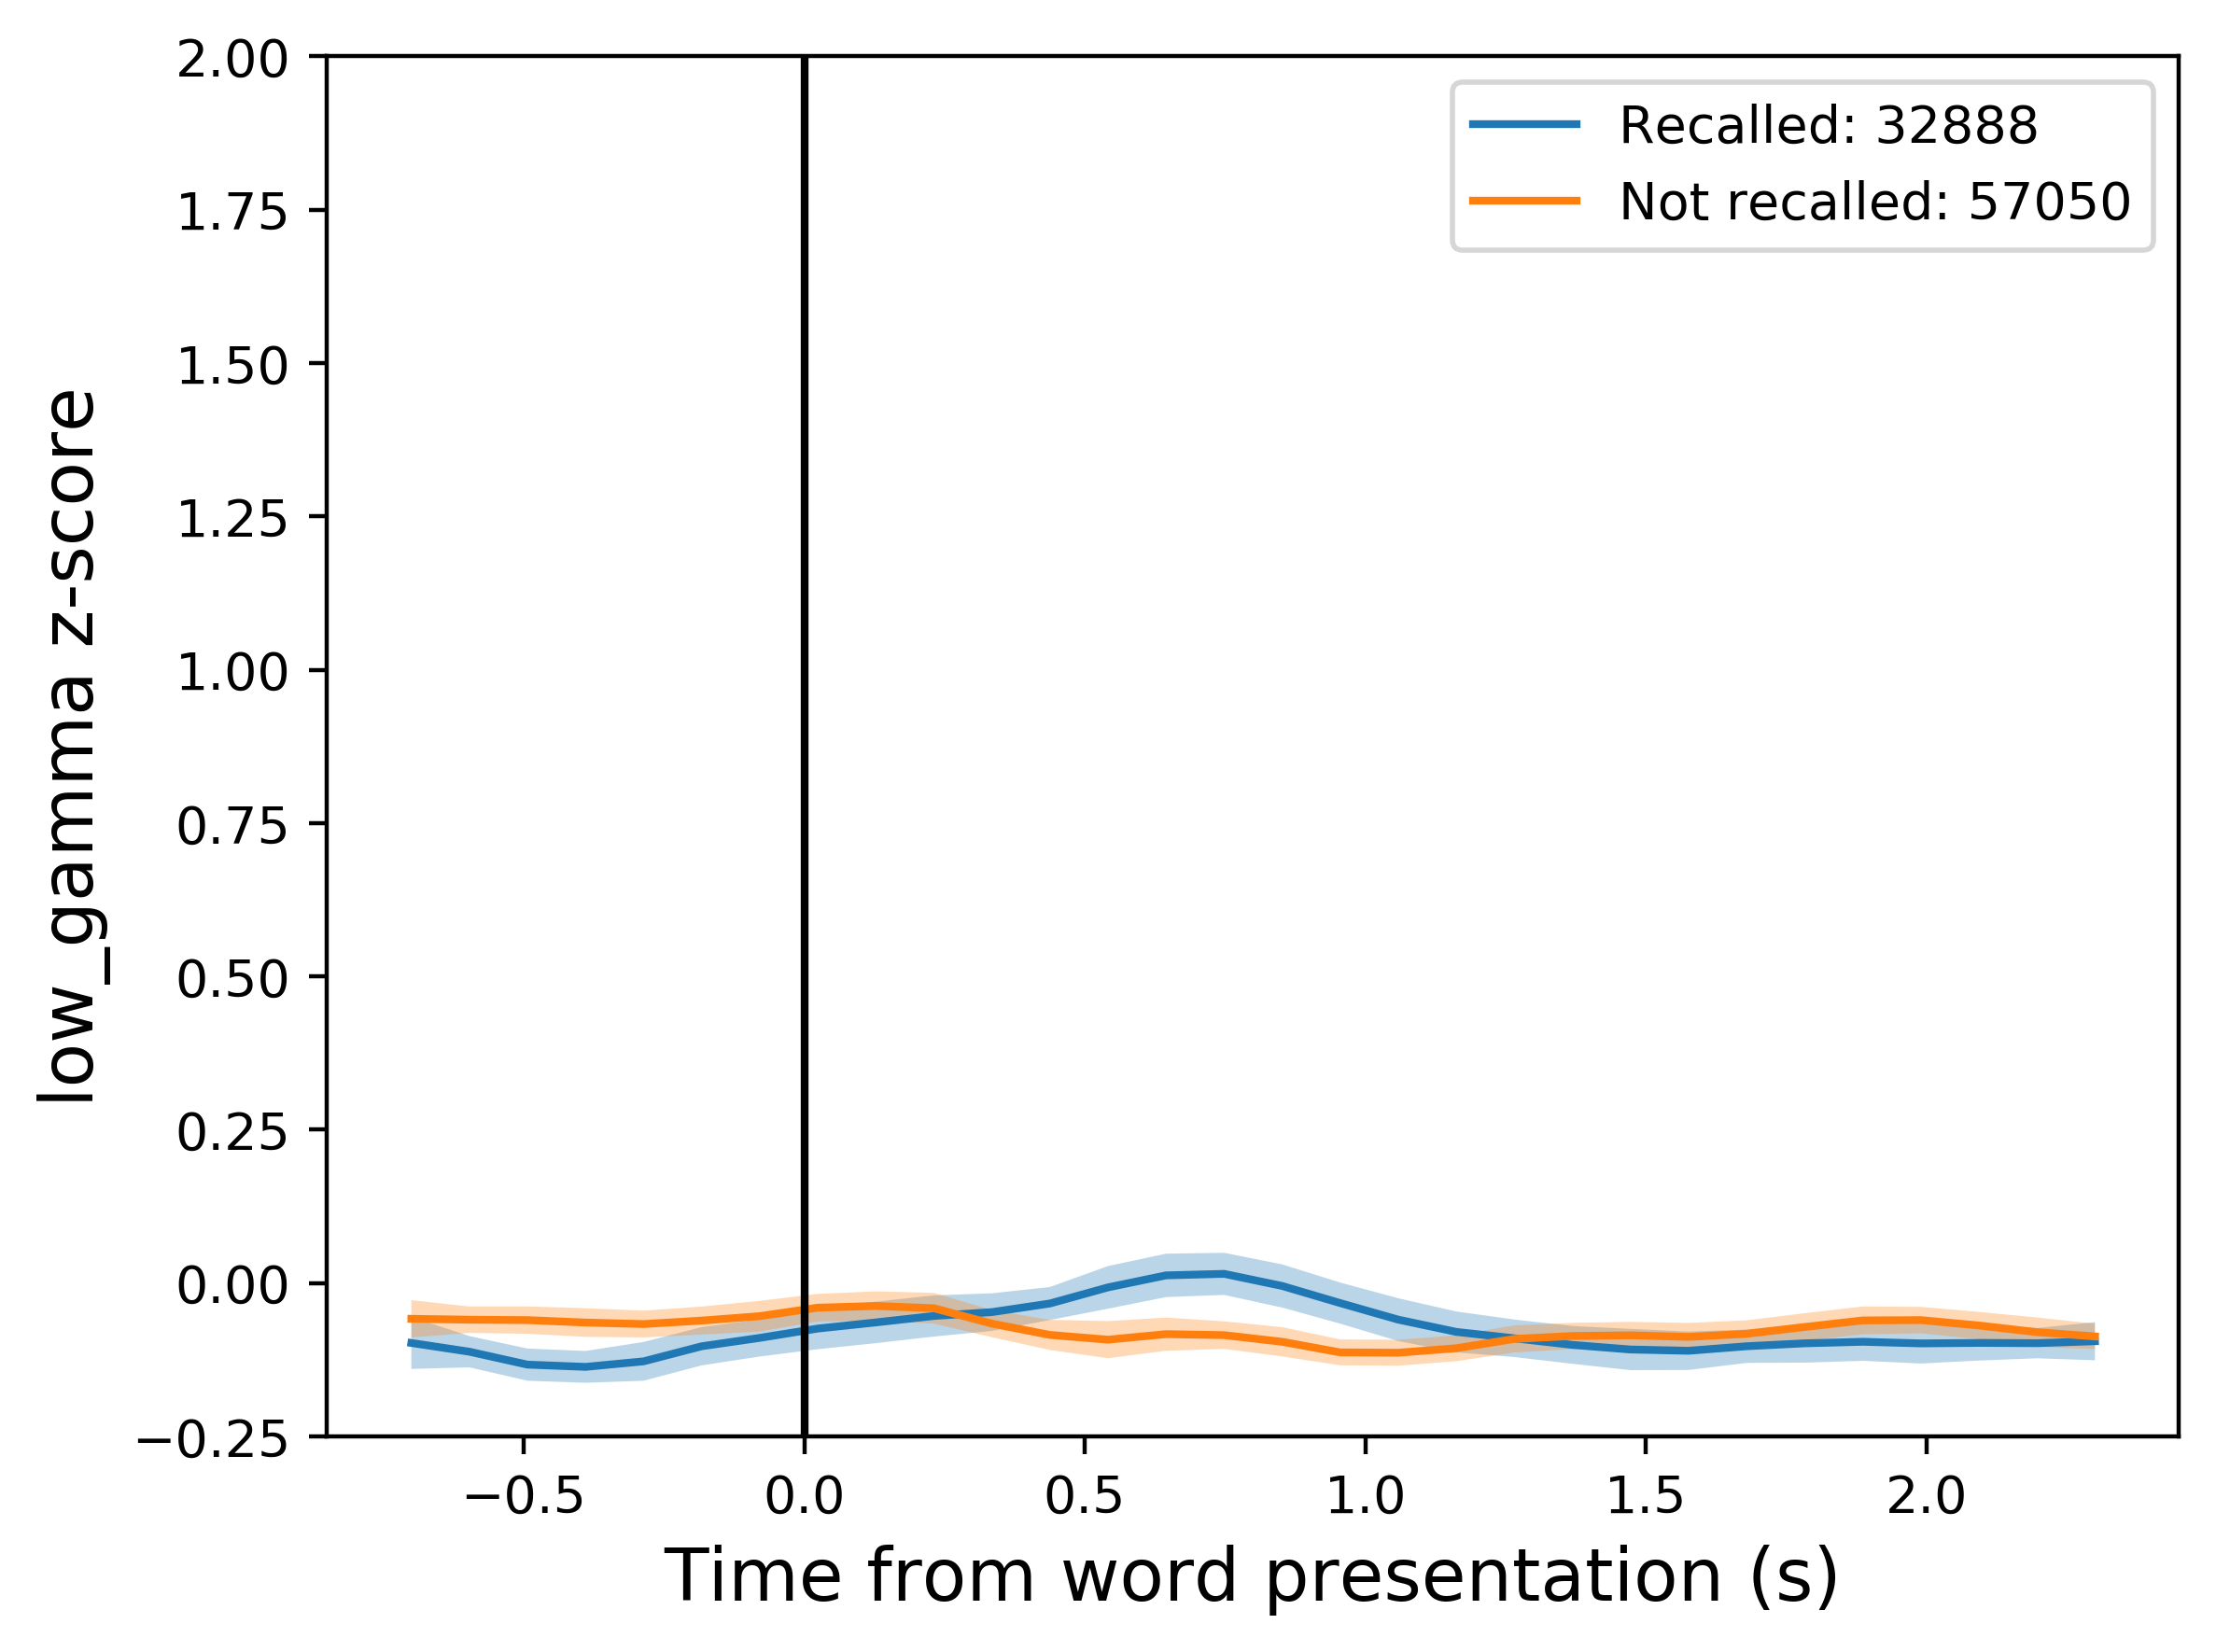 2.00
1.75
1.50
1.25
1.00
0.75
0.50
0.25
0.00
−0.25
low_gamma z-score
Recalled: 32888
Not recalled: 57050
−0.5 0.0 0.5 1.0 1.5 2.0
Time from word presentation (s)